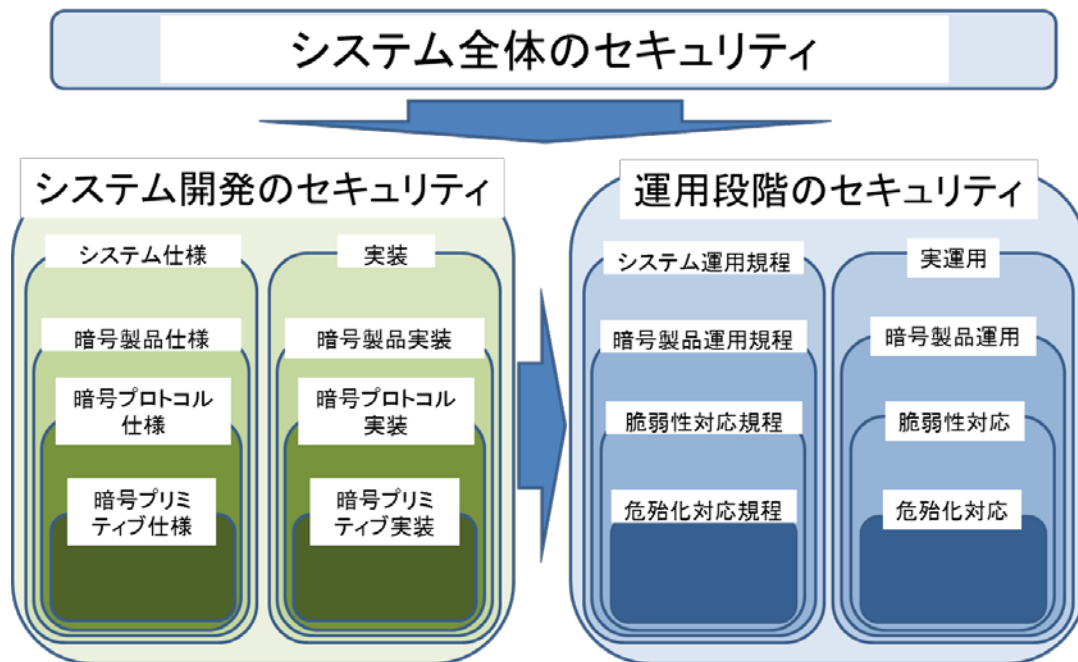 システム全体のセキュリティ
システム開発のセキュリティ
システム仕様
暗号製品仕様
暗号プロトコル
仕様
暗号プリミ
ティブ仕様
実装
暗号製品実装
暗号プロトコル
実装
暗号プリミ
ティブ実装
運用段階のセキュリティ
システム運用規程
暗号製品運用規程
脆弱性対応規程
危殆化対応規程
実運用
暗号製品運用
脆弱性対応
危殆化対応